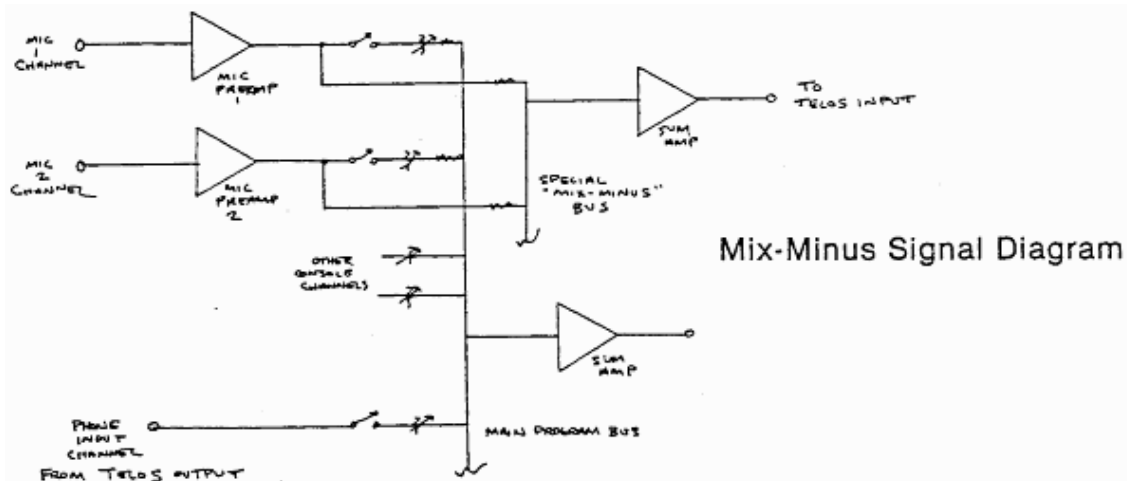 MIC
1
CHANNEL
MIC
PREAMP
1
TO
TELOS INPUT
SUM
AMP
MIC
2
CHANNEL
MIC
PREAMP
2
SPECIAL
"MIX-MINUS"
BUS
Mix-Minus Signal Diagram
OTHER
CONSOLE
CHANNELS
SUM
AMP
PHONE
INPUT
CHANNEL
MAIN PROGRAM BUS
FROM TELOS OUTPUT